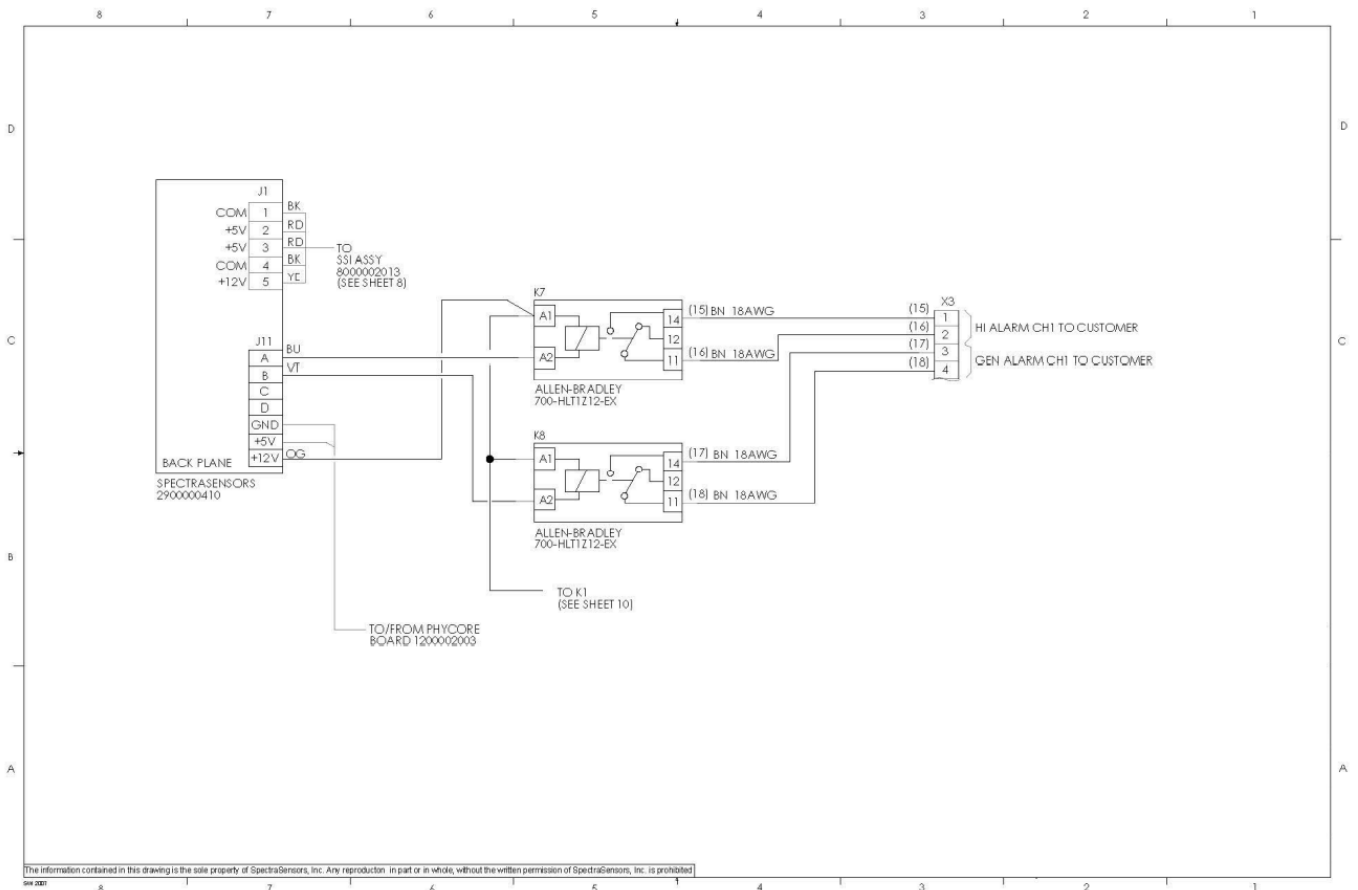 8 7 6 5 4 3 2 1
D D
J1
COM 1 BK
+5V 2 RD
+5V 3 RD
COM 4 BK
+12V 5 YE
TO
SSI ASSY
8000002013
(SEE SHEET 8)
C C
J11
A BU
B VT
C
D
GND
+5V
+12V OG
BACK PLANE
SPECTRASENSORS
2900000410
K7
A1
A2
14
12
11
(15) BN 18AWG
(16) BN 18AWG
ALLEN-BRADLEY
700-HLT1Z12-EX
X3
(15) 1
(16) 2
(17) 3
(18) 4
HI ALARM CH1 TO CUSTOMER
GEN ALARM CH1 TO CUSTOMER
K8
A1
A2
14
12
11
(17) BN 18AWG
(18) BN 18AWG
ALLEN-BRADLEY
700-HLT1Z12-EX
B B
TO K1
(SEE SHEET 10)
TO/FROM PHYCORE
BOARD 1200002003
A A
The information contained in this drawing is the sole property of SpectraSensors, Inc. Any reproducton in part or in whole, without the written permission of SpectraSensors, Inc. is prohibited
8 7 6 5 4 3 2 1